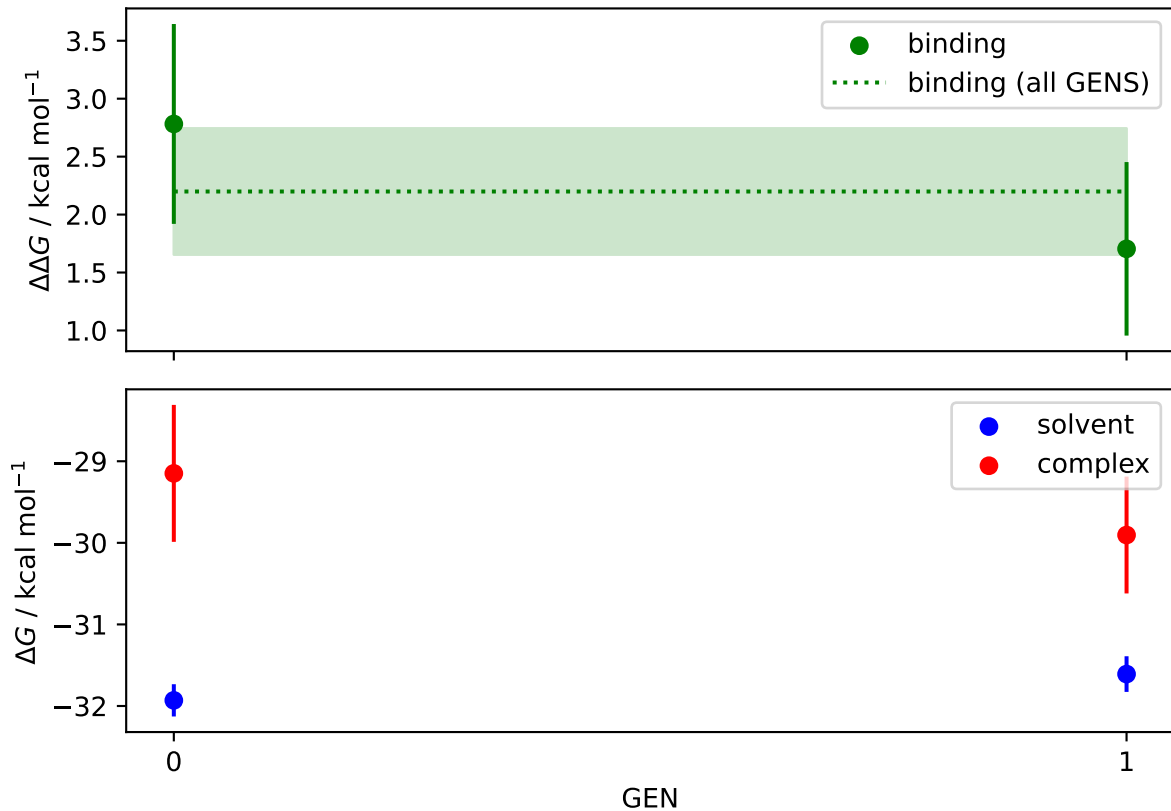 3.5
3.0
2.5
2.0
1.5
1.0
ΔΔG / kcal mol⁻¹
binding
binding (all GENS)
−29
−30
−31
−32
ΔG / kcal mol⁻¹
solvent
complex
0
1
GEN